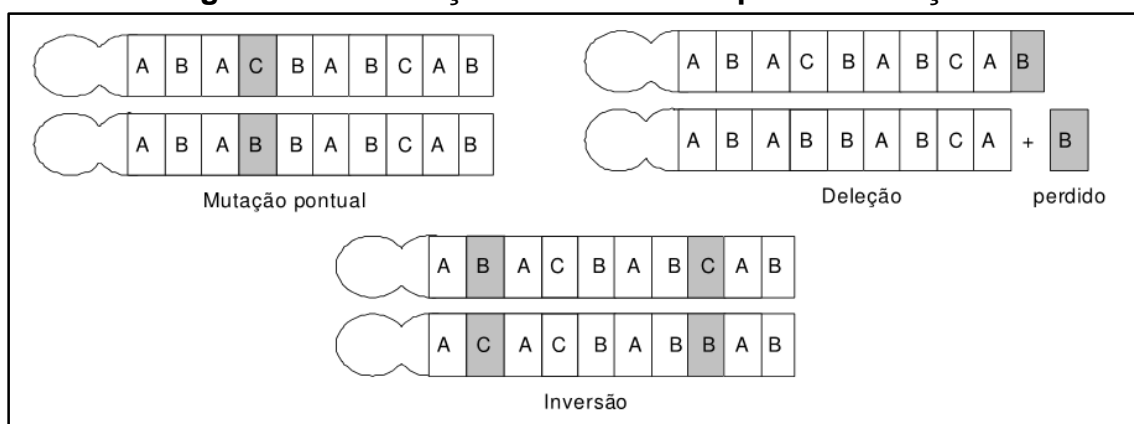 A B A C B A B C A B
A B A B B A B C A B
Mutação pontual
A B A C B A B C A B
A B A B B A B C A + B
Deleção perdido
A B A C B A B C A B
A C A C B A B B A B
Inversão